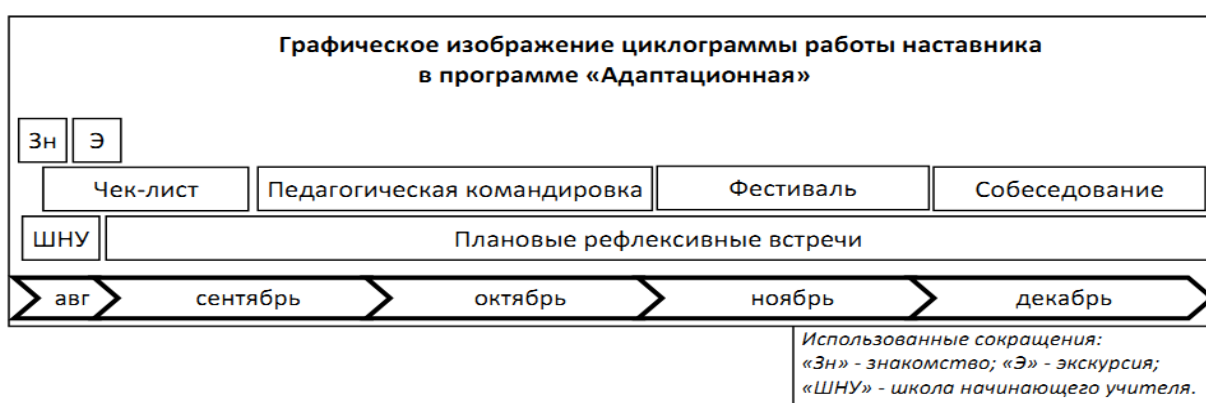 Графическое изображение циклограммы работы наставника
в программе «Адаптационная»
Зн Э
Чек-лист Педагогическая командировка Фестиваль Собеседование
ШНУ Плановые рефлексивные встречи
авг сентябрь октябрь ноябрь декабрь
Использованные сокращения:
«Зн» - знакомство; «Э» - экскурсия;
«ШНУ» - школа начинающего учителя.